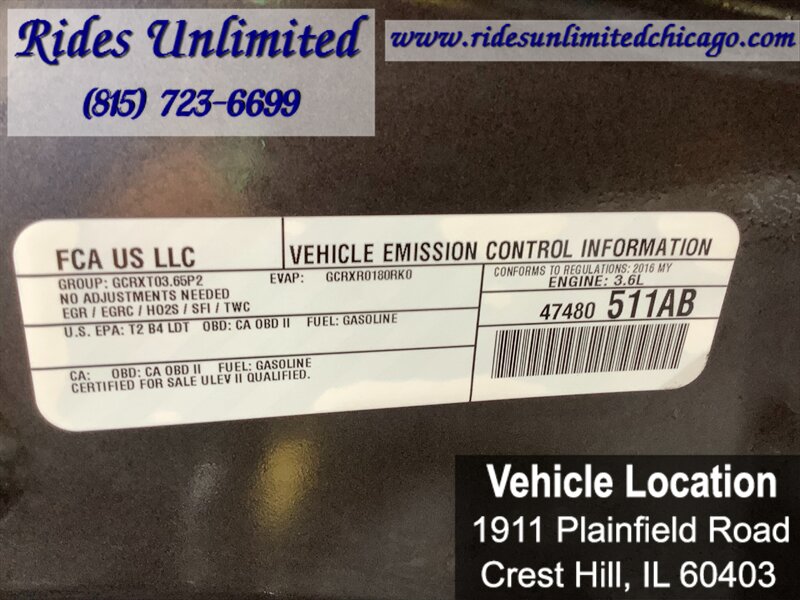 Rides Unlimited
(815) 723-6699
www.ridesunlimitedchicago.com
FCA US LLC
VEHICLE EMISSION CONTROL INFORMATION
GROUP: GCRXT03.65P2
EVAP: GCRXR0180RK0
NO ADJUSTMENTS NEEDED
EGR / EGRC / HO2S / SFI / TWC
CONFORMS TO REGULATIONS: 2016 MY
ENGINE: 3.6L
47480 511AB
U.S. EPA: T2 B4 LDT OBD: CA OBD II FUEL: GASOLINE
CA: OBD: CA OBD II FUEL: GASOLINE
CERTIFIED FOR SALE ULEV II QUALIFIED.
Vehicle Location
1911 Plainfield Road
Crest Hill, IL 60403